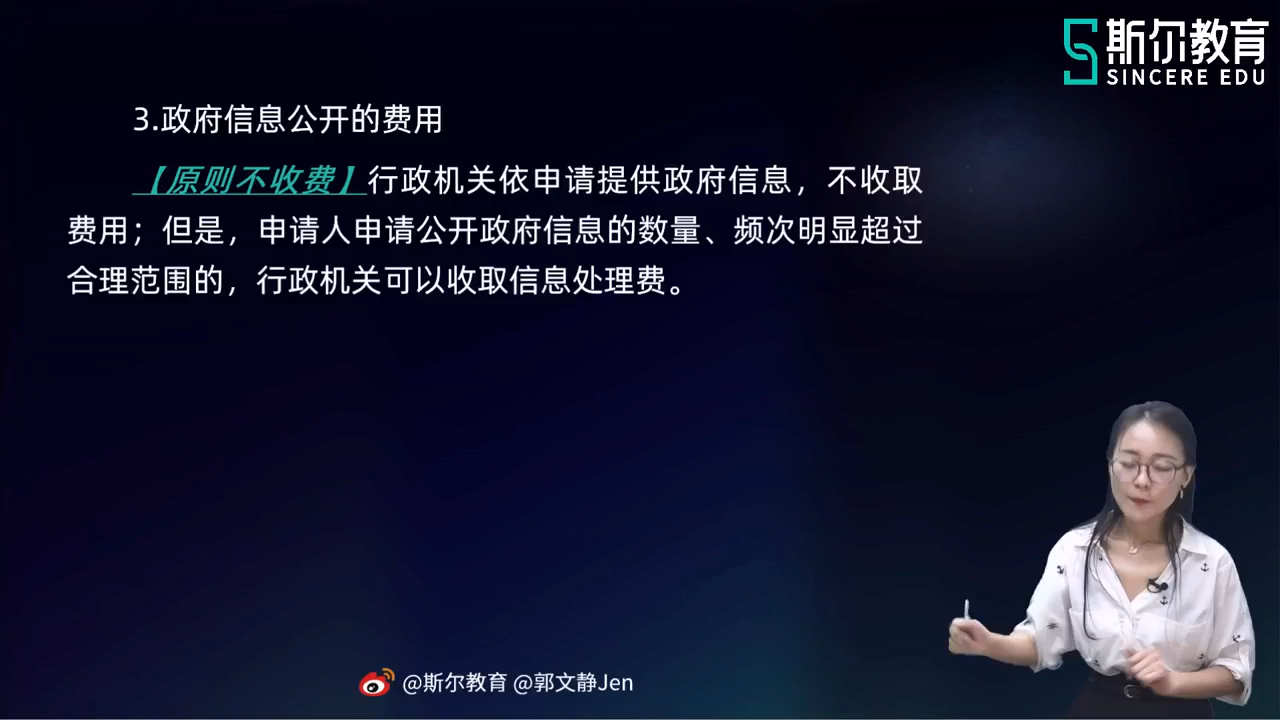 斯尔教育
SINCERE EDU
3.政府信息公开的费用
【原则不收费】行政机关依申请提供政府信息，不收取
费用；但是，申请人申请公开政府信息的数量、频次明显超过
合理范围的，行政机关可以收取信息处理费。
@斯尔教育 @郭文静Jen